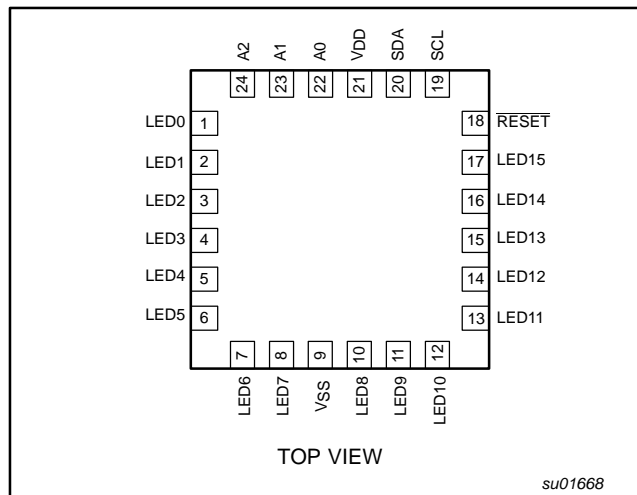 A2 A1 A0 VDD SDA SCL
24 23 22 21 20 19
LED0 1 18 RESET
LED1 2 17 LED15
LED2 3 16 LED14
LED3 4 15 LED13
LED4 5 14 LED12
LED5 6 13 LED11
7 8 9 10 11 12
LED6 LED7 VSS LED8 LED9 LED10
TOP VIEW
su01668